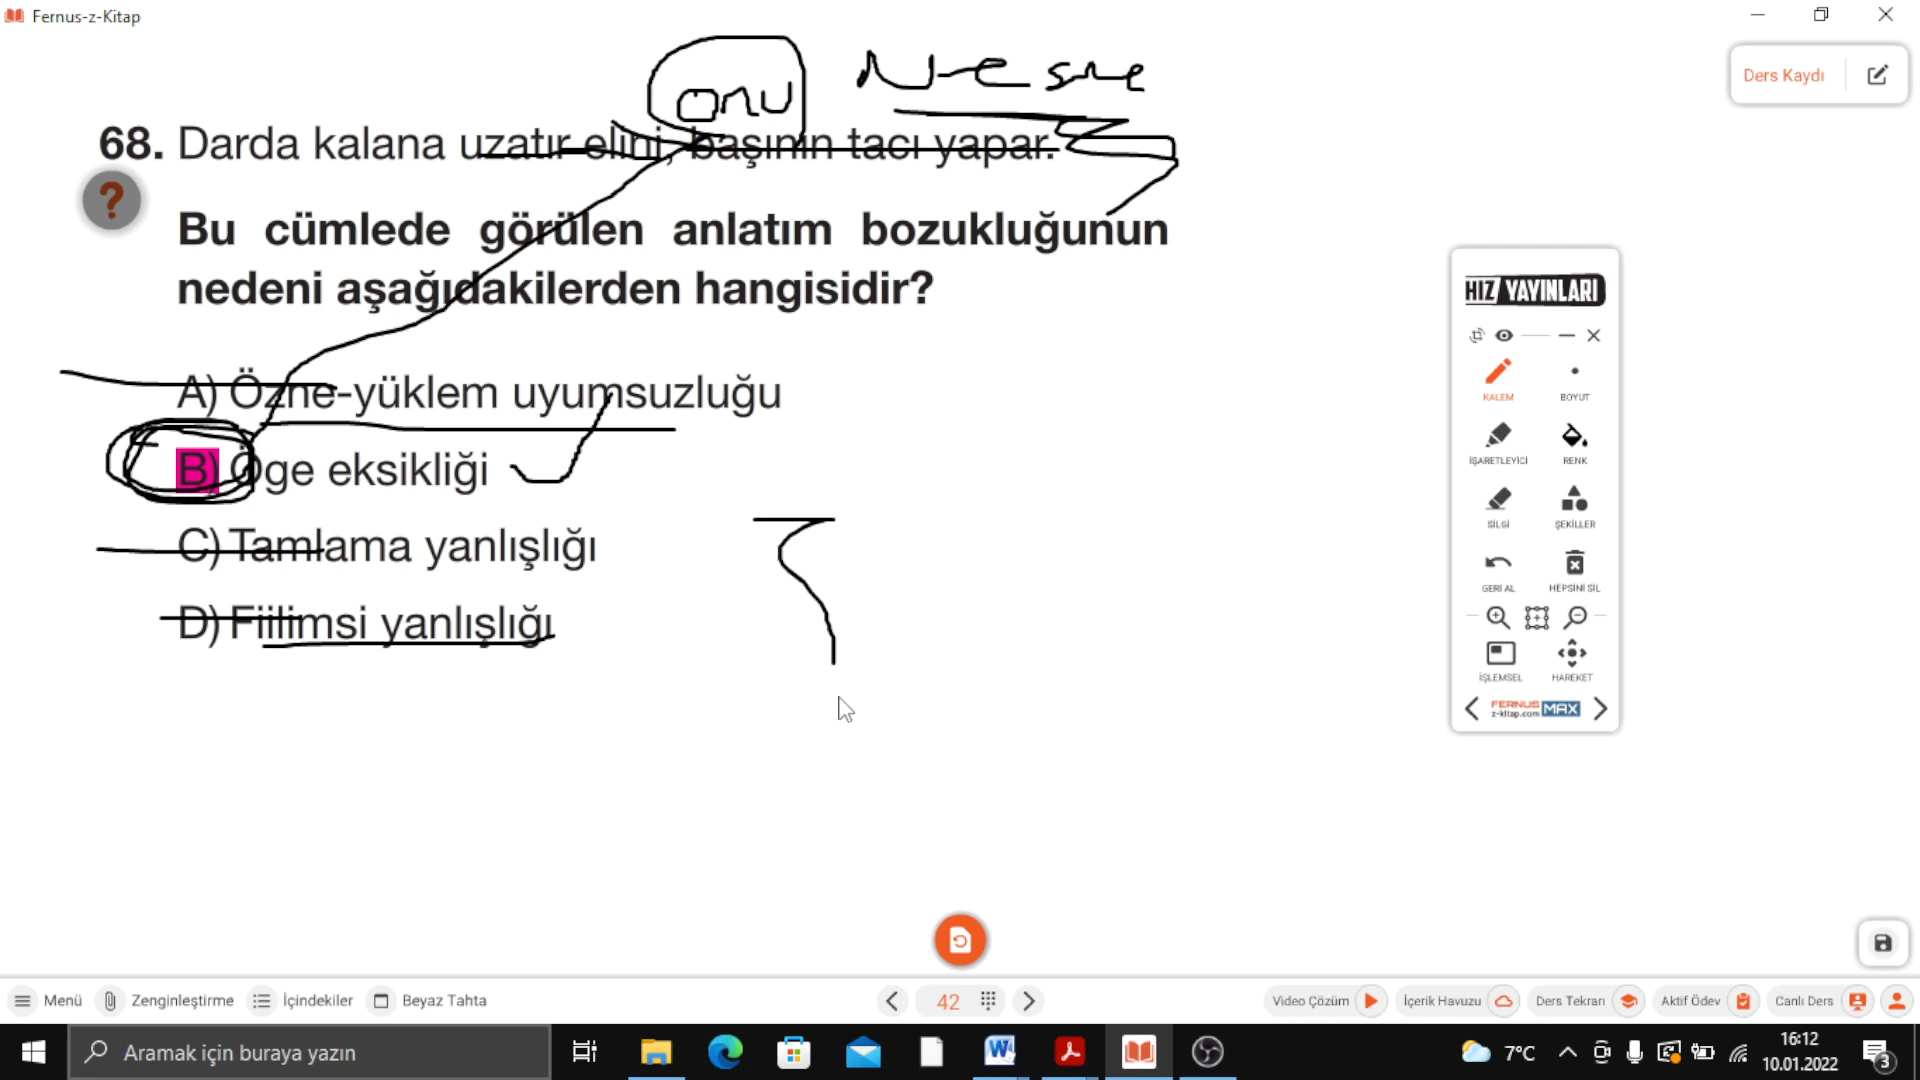 Fernus-z-Kitap
Ders Kaydı
onu Nesne
68. Darda kalana uzatır elini, başının tacı yapar.
?
Bu cümlede görülen anlatım bozukluğunun
nedeni aşağıdakilerden hangisidir?
A) Özne-yüklem uyumsuzluğu
B) Öge eksikliği
C) Tamlama yanlışlığı
D) Fiilimsi yanlışlığı
HIZ YAYINLARI
KALEM BOYUT
İŞARETLEYİCİ RENK
SİLGİ ŞEKİLLER
GERİ AL HEPSİNİ SİL
İŞLEMSEL HAREKET
FERNUS z-kitap.com MAX
Menü Zenginleştirme İçindekiler Beyaz Tahta 42 Video Çözüm İçerik Havuzu Ders Tekrarı Aktif Ödev Canlı Ders
Aramak için buraya yazın 7°C 16:12
10.01.2022 3